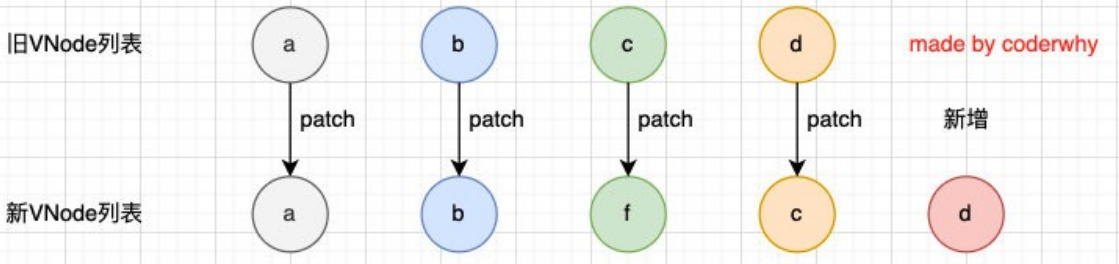 旧VNode列表 a b c d made by coderwhy
patch patch patch patch 新增
新VNode列表 a b f c d